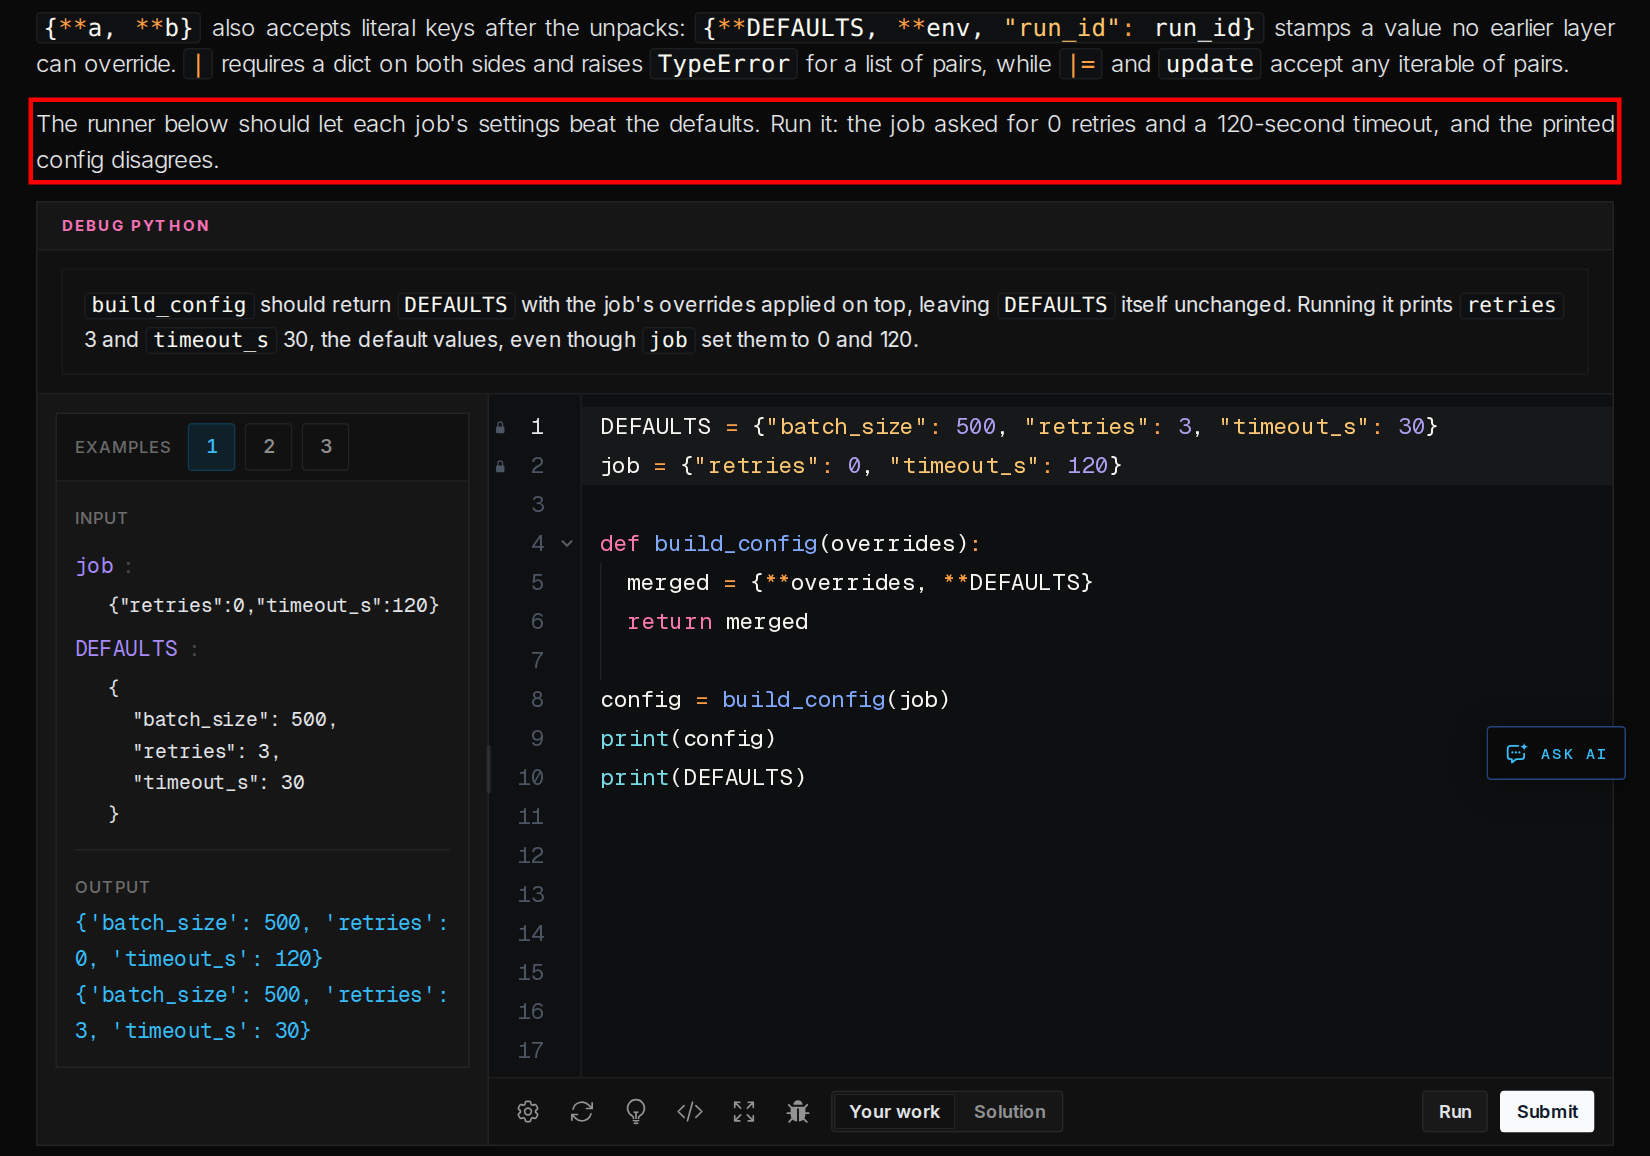 {**a, **b} also accepts literal keys after the unpacks: {**DEFAULTS, **env, "run_id": run_id} stamps a value no earlier layer
can override. | requires a dict on both sides and raises TypeError for a list of pairs, while |= and update accept any iterable of pairs.
The runner below should let each job's settings beat the defaults. Run it: the job asked for 0 retries and a 120-second timeout, and the printed
config disagrees.
DEBUG PYTHON
build_config should return DEFAULTS with the job's overrides applied on top, leaving DEFAULTS itself unchanged. Running it prints retries
3 and timeout_s 30, the default values, even though job set them to 0 and 120.
EXAMPLES 1 2 3
INPUT
job :
{"retries":0,"timeout_s":120}
DEFAULTS :
{
"batch_size": 500,
"retries": 3,
"timeout_s": 30
}
OUTPUT
{'batch_size': 500, 'retries':
0, 'timeout_s': 120}
{'batch_size': 500, 'retries':
3, 'timeout_s': 30}
1 DEFAULTS = {"batch_size": 500, "retries": 3, "timeout_s": 30}
2 job = {"retries": 0, "timeout_s": 120}
3
4 def build_config(overrides):
5 merged = {**overrides, **DEFAULTS}
6 return merged
7
8 config = build_config(job)
9 print(config)
10 print(DEFAULTS)
11
12
13
14
15
16
17
ASK AI
</> Your work Solution Run Submit